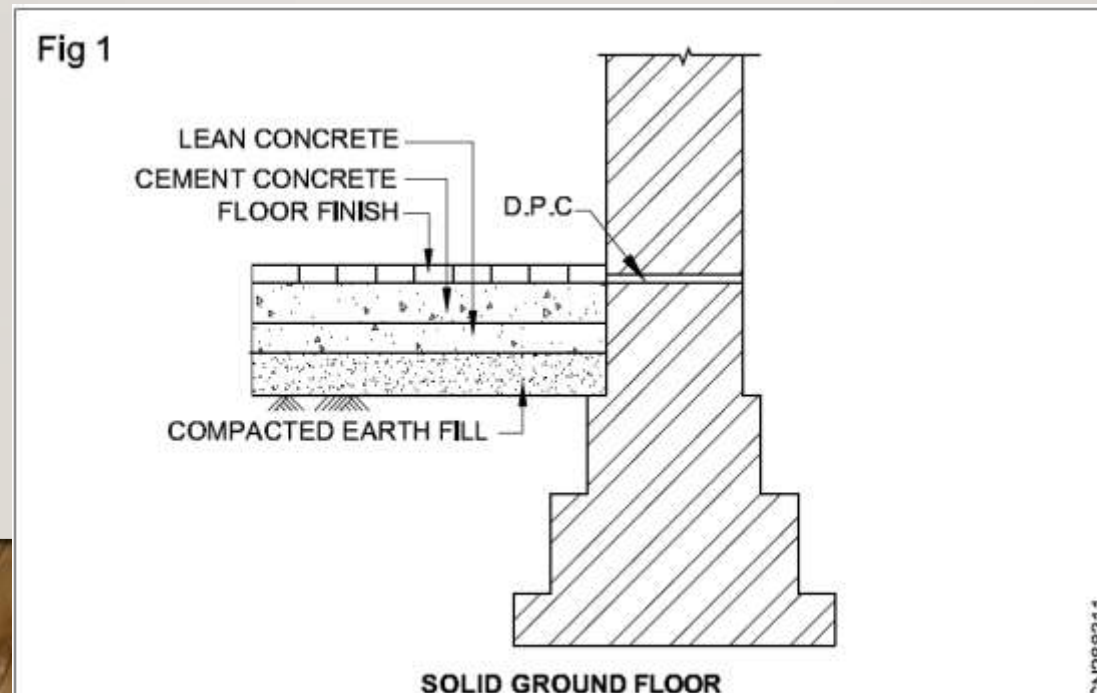 Fig 1
LEAN CONCRETE
CEMENT CONCRETE
FLOOR FINISH
D.P.C
COMPACTED EARTH FILL
SOLID GROUND FLOOR